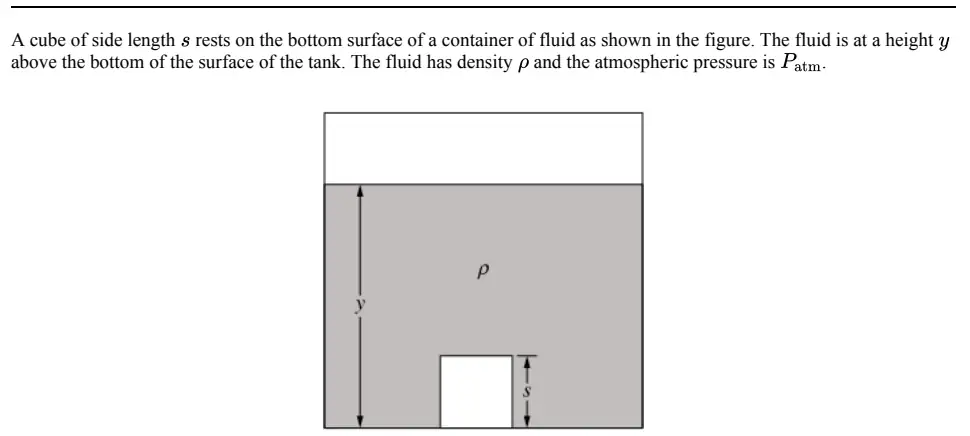 A cube of side length s rests on the bottom surface of a container of fluid as shown in the figure. The fluid is at a height y
above the bottom of the surface of the tank. The fluid has density ρ and the atmospheric pressure is Patm.
ρ
y
s